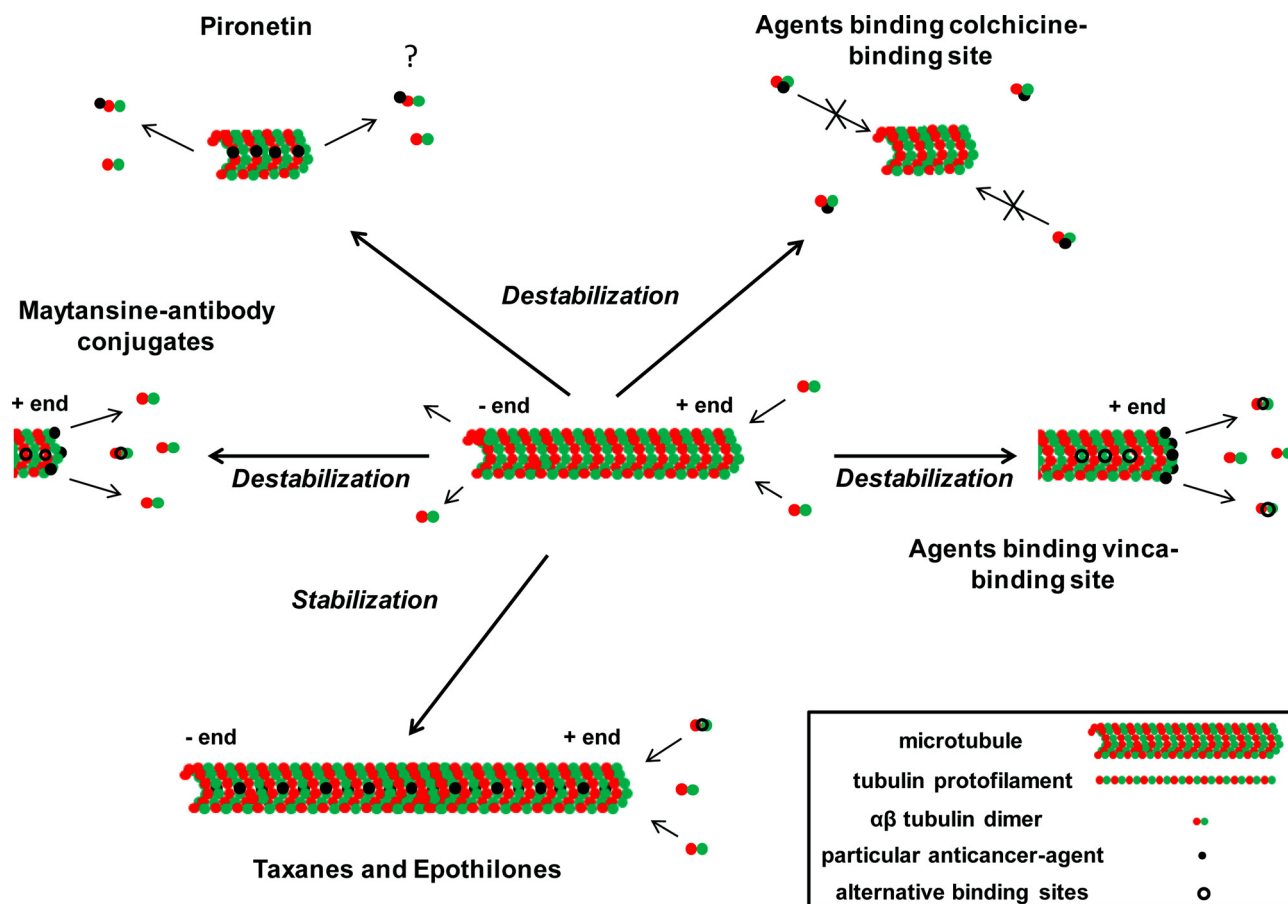 Pironetin
?
Agents binding colchicine-
binding site
Destabilization
Maytansine-antibody
conjugates
+ end
- end
+ end
+ end
Destabilization
Destabilization
Agents binding vinca-
binding site
Stabilization
- end
+ end
Taxanes and Epothilones
microtubule
tubulin protofilament
αβ tubulin dimer
particular anticancer-agent
alternative binding sites